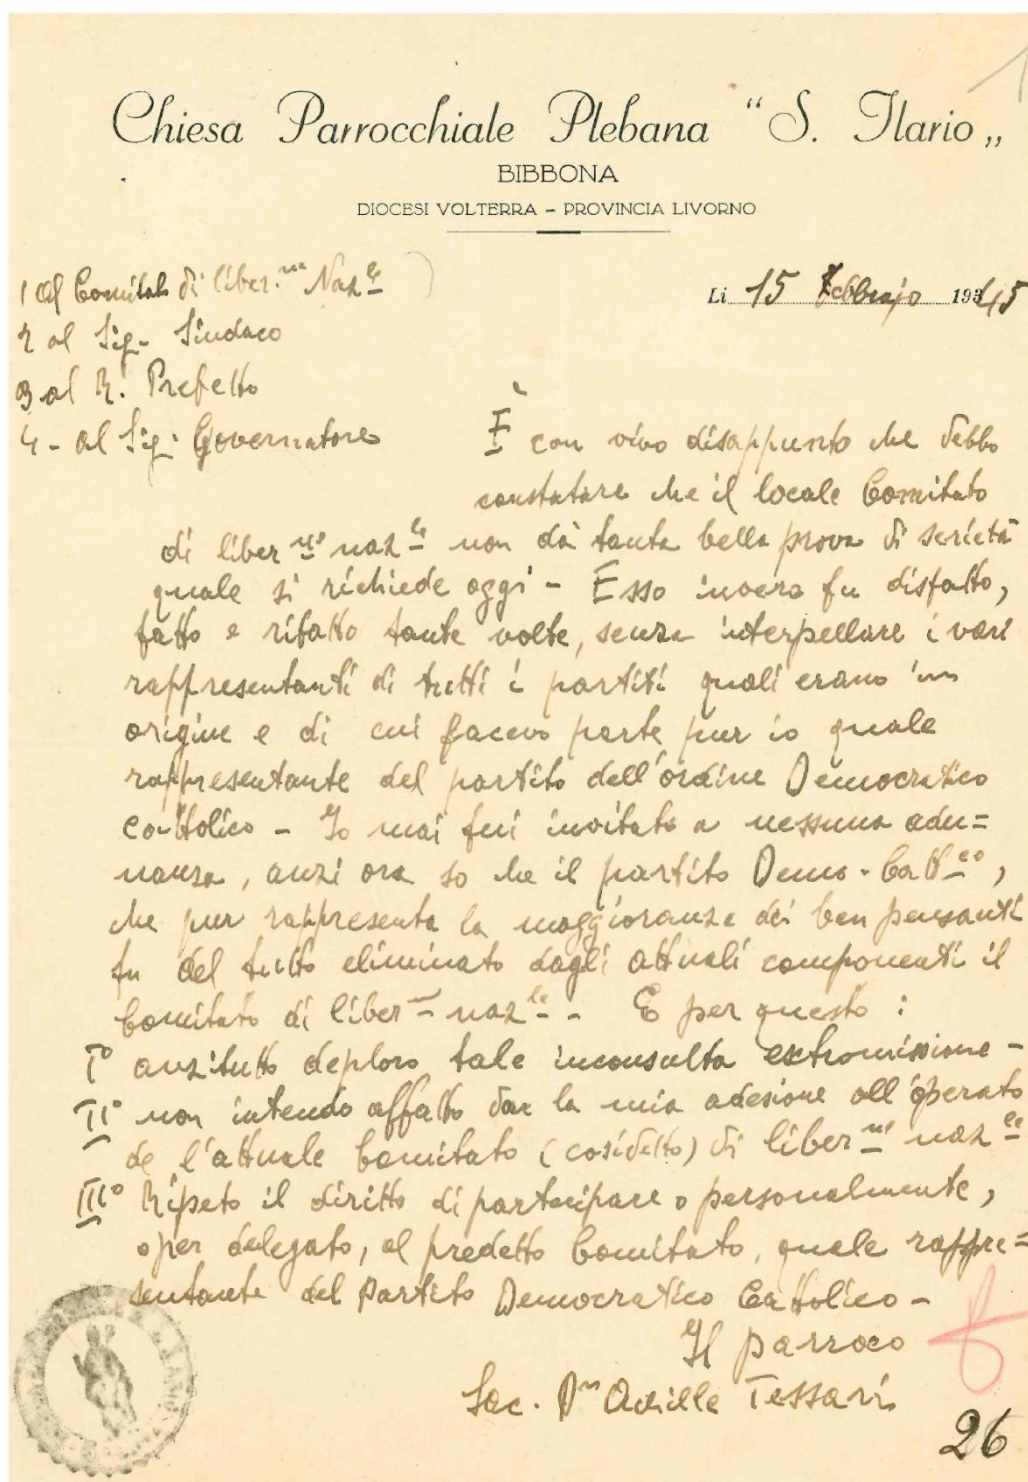 Chiesa Parrocchiale Plebana “S. Ilario„
BIBBONA
DIOCESI VOLTERRA – PROVINCIA LIVORNO
1 al Comitato di liber.ne Naz.le
2 al Sig. Sindaco
3 al R. Prefetto
4 - al Sig. Governatore
Li 15 Febbrajo 1945
È con vivo disappunto che debbo
constatare che il locale Comitato
di liber ne naz le non dà tanta bella prova di serietà
quale si richiede oggi - Esso invero fu disfatto,
fatto e rifatto tante volte, senza interpellare i vari
rappresentanti di tutti i partiti quali erano in
origine e di cui facevo parte pur io quale
rappresentante del partito dell'ordine Democratico
Cattolico - Io mai fui invitato a nessuna adu=
nanza, anzi ora so che il partito Demo-Catt co,
che pur rappresenta la maggioranza dei ben pensanti
fu del tutto eliminato dagli attuali componenti il
Comitato di liber ne naz le - E per questo :
I° anzitutto deploro tale inconsulta extromissione -
II° non intendo affatto dar la mia adesione all'operato
de l'attuale Comitato (cosidetto) di liber ne naz le
III° Ripeto il diritto di partecipare o personalmente,
o per delegato, al predetto Comitato, quale rappre=
sentante del Partito Democratico Cattolico -
Il parroco
Sac. Dn Achille Tessari
26